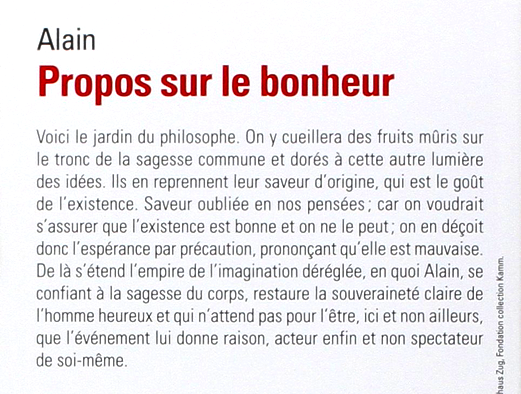 Alain
Propos sur le bonheur
Voici le jardin du philosophe. On y cueillera des fruits mûris sur
le tronc de la sagesse commune et dorés à cette autre lumière
des idées. Ils en reprennent leur saveur d'origine, qui est le goût
de l'existence. Saveur oubliée en nos pensées ; car on voudrait
s'assurer que l'existence est bonne et on ne le peut ; on en déçoit
donc l'espérance par précaution, prononçant qu'elle est mauvaise.
De là s'étend l'empire de l'imagination déréglée, en quoi Alain, se
confiant à la sagesse du corps, restaure la souveraineté claire de
l'homme heureux et qui n'attend pas pour l'être, ici et non ailleurs,
que l'événement lui donne raison, acteur enfin et non spectateur
de soi-même.
haus Zug, Fondation collection Kamm.